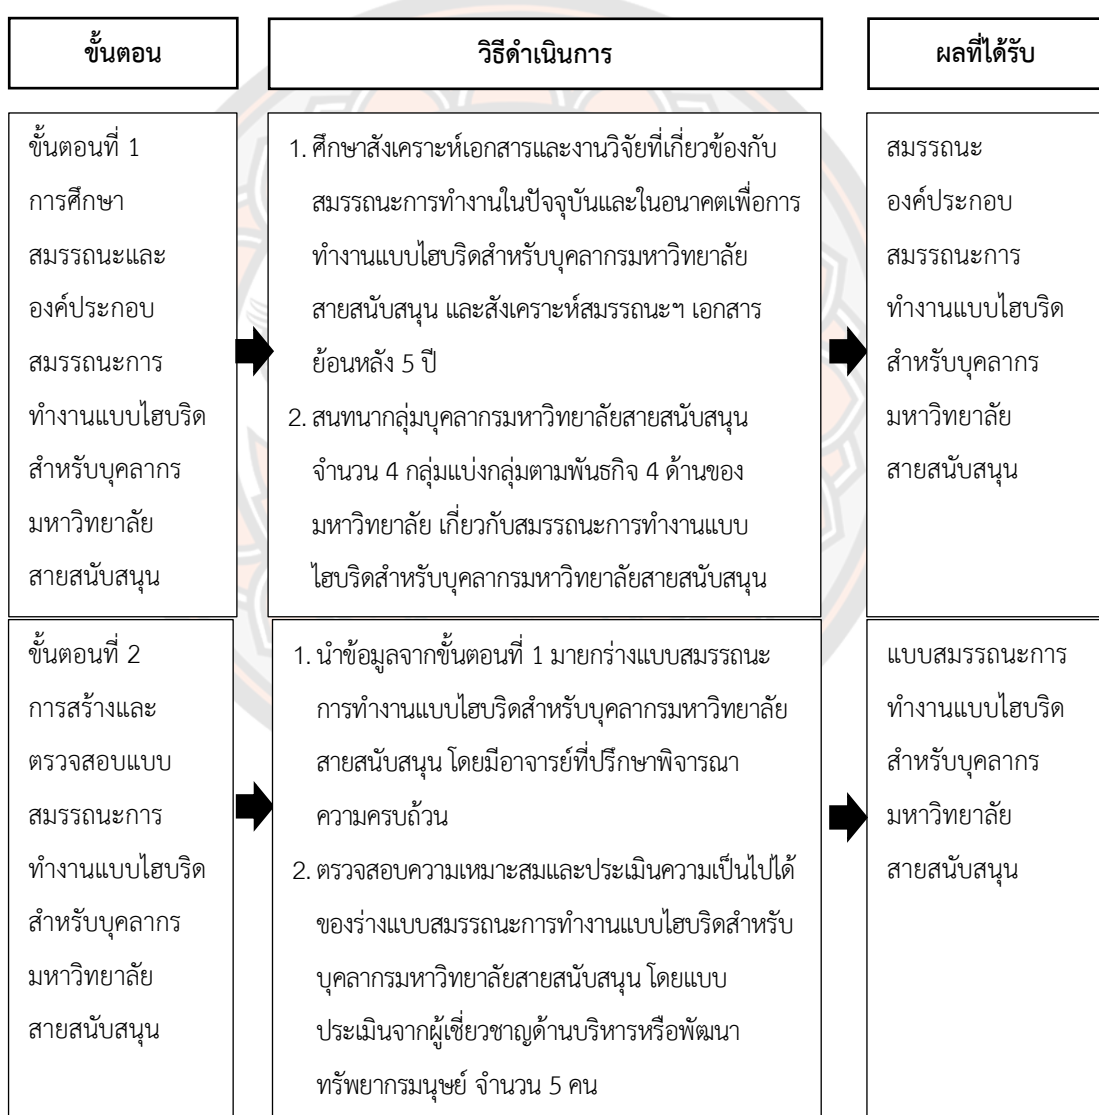 ขั้นตอน
วิธีดำเนินการ
ผลที่ได้รับ
ขั้นตอนที่ 1
การศึกษา
สมรรถนะและ
องค์ประกอบ
สมรรถนะการ
ทำงานแบบไฮบริด
สำหรับบุคลากร
มหาวิทยาลัย
สายสนับสนุน
1. ศึกษาสังเคราะห์เอกสารและงานวิจัยที่เกี่ยวข้องกับ
สมรรถนะการทำงานในปัจจุบันและในอนาคตเพื่อการ
ทำงานแบบไฮบริดสำหรับบุคลากรมหาวิทยาลัย
สายสนับสนุน และสังเคราะห์สมรรถนะฯ เอกสาร
ย้อนหลัง 5 ปี
2. สนทนากลุ่มบุคลากรมหาวิทยาลัยสายสนับสนุน
จำนวน 4 กลุ่มแบ่งกลุ่มตามพันธกิจ 4 ด้านของ
มหาวิทยาลัย เกี่ยวกับสมรรถนะการทำงานแบบ
ไฮบริดสำหรับบุคลากรมหาวิทยาลัยสายสนับสนุน
สมรรถนะ
องค์ประกอบ
สมรรถนะการ
ทำงานแบบไฮบริด
สำหรับบุคลากร
มหาวิทยาลัย
สายสนับสนุน
ขั้นตอนที่ 2
การสร้างและ
ตรวจสอบแบบ
สมรรถนะการ
ทำงานแบบไฮบริด
สำหรับบุคลากร
มหาวิทยาลัย
สายสนับสนุน
1. นำข้อมูลจากขั้นตอนที่ 1 มายกร่างแบบสมรรถนะ
การทำงานแบบไฮบริดสำหรับบุคลากรมหาวิทยาลัย
สายสนับสนุน โดยมีอาจารย์ที่ปรึกษาพิจารณา
ความครบถ้วน
2. ตรวจสอบความเหมาะสมและประเมินความเป็นไปได้
ของร่างแบบสมรรถนะการทำงานแบบไฮบริดสำหรับ
บุคลากรมหาวิทยาลัยสายสนับสนุน โดยแบบ
ประเมินจากผู้เชี่ยวชาญด้านบริหารหรือพัฒนา
ทรัพยากรมนุษย์ จำนวน 5 คน
แบบสมรรถนะการ
ทำงานแบบไฮบริด
สำหรับบุคลากร
มหาวิทยาลัย
สายสนับสนุน